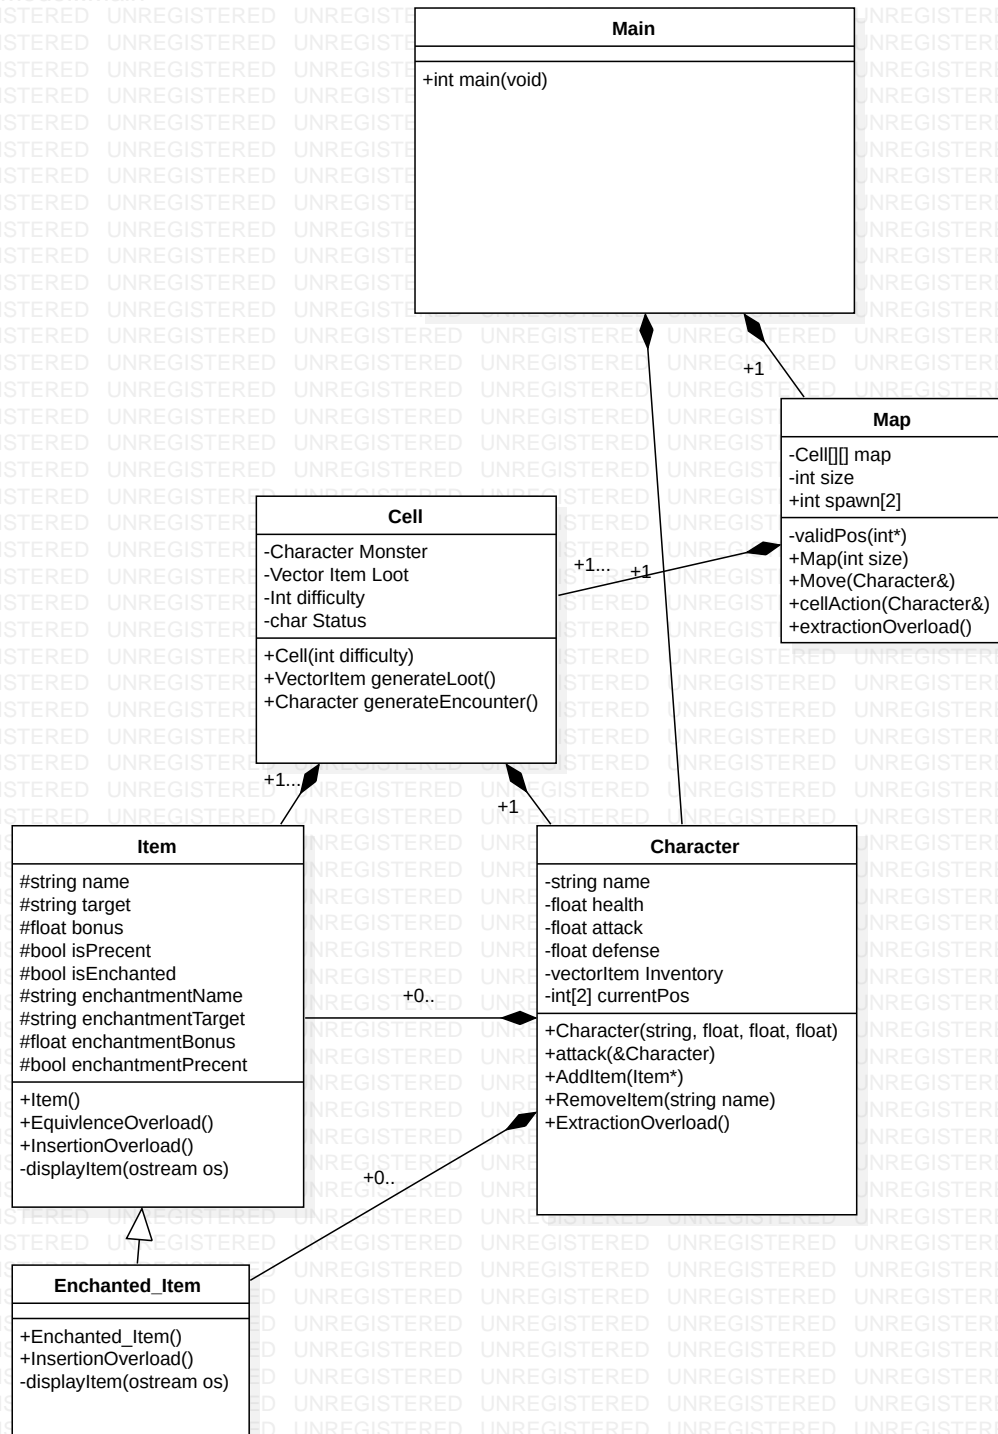 Main
+int main(void)
+1
Map
-Cell[][] map
-int size
+int spawn[2]
-validPos(int*)
+Map(int size)
+Move(Character&)
+cellAction(Character&)
+extractionOverload()
Cell
-Character Monster
-Vector Item Loot
-Int difficulty
-char Status
+Cell(int difficulty)
+VectorItem generateLoot()
+Character generateEncounter()
+1...
+1
+1...
+1
Item
#string name
#string target
#float bonus
#bool isPrecent
#bool isEnchanted
#string enchantmentName
#string enchantmentTarget
#float enchantmentBonus
#bool enchantmentPrecent
+Item()
+EquivlenceOverload()
+InsertionOverload()
-displayItem(ostream os)
+0..
Character
-string name
-float health
-float attack
-float defense
-vectorItem Inventory
-int[2] currentPos
+Character(string, float, float, float)
+attack(&Character)
+AddItem(Item*)
+RemoveItem(string name)
+ExtractionOverload()
+0..
Enchanted_Item
+Enchanted_Item()
+InsertionOverload()
-displayItem(ostream os)
UNREGISTERED